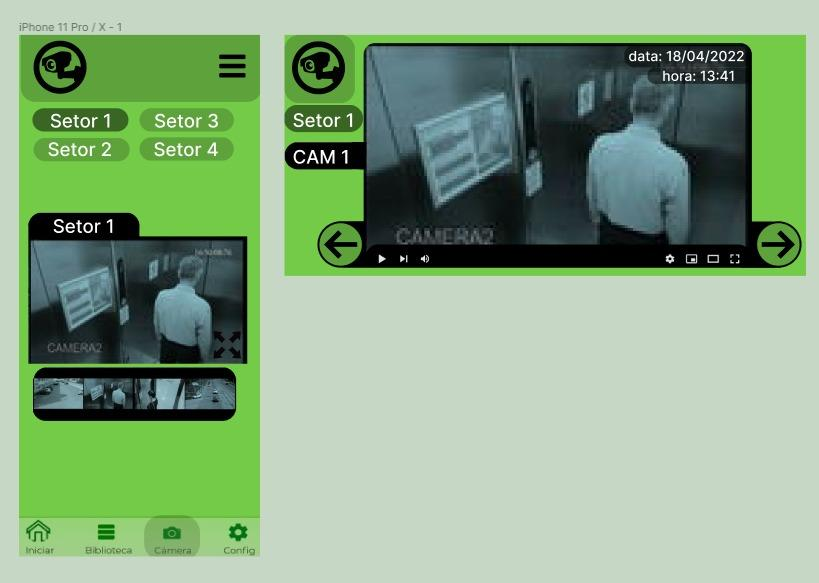 iPhone 11 Pro / X - 1
Setor 1
Setor 3
Setor 2
Setor 4
Setor 1
CAMERA2
Iniciar
Biblioteca
Câmera
Config
data: 18/04/2022
hora: 13:41
Setor 1
CAM 1
CAMERA2